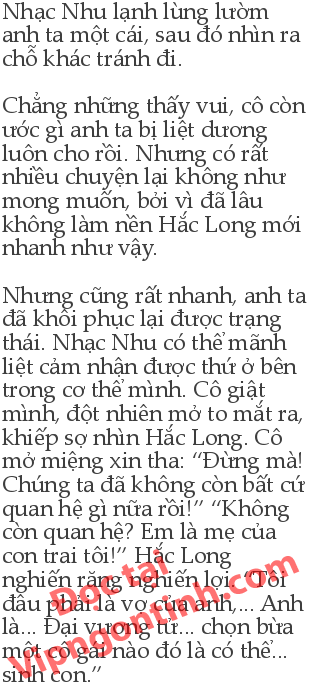 Nhạc Nhu lạnh lùng lườm
anh ta một cái, sau đó nhìn ra
chỗ khác tránh đi.
Chẳng những thấy vui, cô còn
ước gì anh ta bị liệt dương
luôn cho rồi. Nhưng có rất
nhiều chuyện lại không như
mong muốn, bởi vì đã lâu
không làm nên Hắc Long mới
nhanh như vậy.
Nhưng cũng rất nhanh, anh ta
đã khôi phục lại được trạng
thái. Nhạc Nhu có thể mãnh
liệt cảm nhận được thứ ở bên
trong cơ thể mình. Cô giật
mình, đột nhiên mở to mắt ra,
khiếp sợ nhìn Hắc Long. Cô
mở miệng xin tha: “Đừng mà!
Chúng ta đã không còn bất cứ
quan hệ gì nữa rồi!” “Không
còn quan hệ? Em là mẹ của
con trai tôi!” Hắc Long
nghiến răng nghiến lợi. “Tôi
đâu phải là vợ của anh,... Anh
là... Đại vương tử... chọn bừa
một cô gái nào đó là có thể...
sinh con.”
Đọc tại
Vipngontinh.com